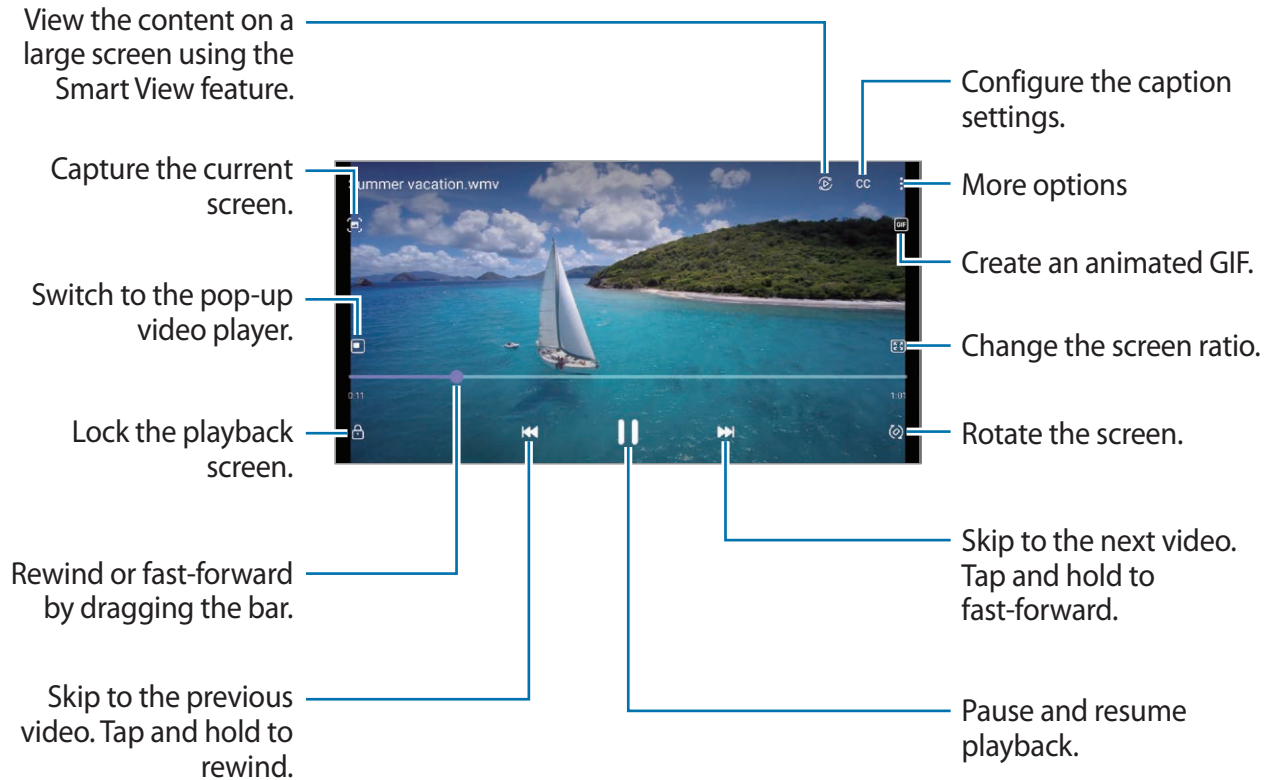 View the content on a
large screen using the
Smart View feature.
Configure the caption
settings.
Capture the current
screen.
Summer vacation.wmv
CC
More options
GIF
Create an animated GIF.
Switch to the pop-up
video player.
Change the screen ratio.
0:11
1:01
Lock the playback
screen.
Rotate the screen.
Rewind or fast-forward
by dragging the bar.
Skip to the next video.
Tap and hold to
fast-forward.
Skip to the previous
video. Tap and hold to
rewind.
Pause and resume
playback.